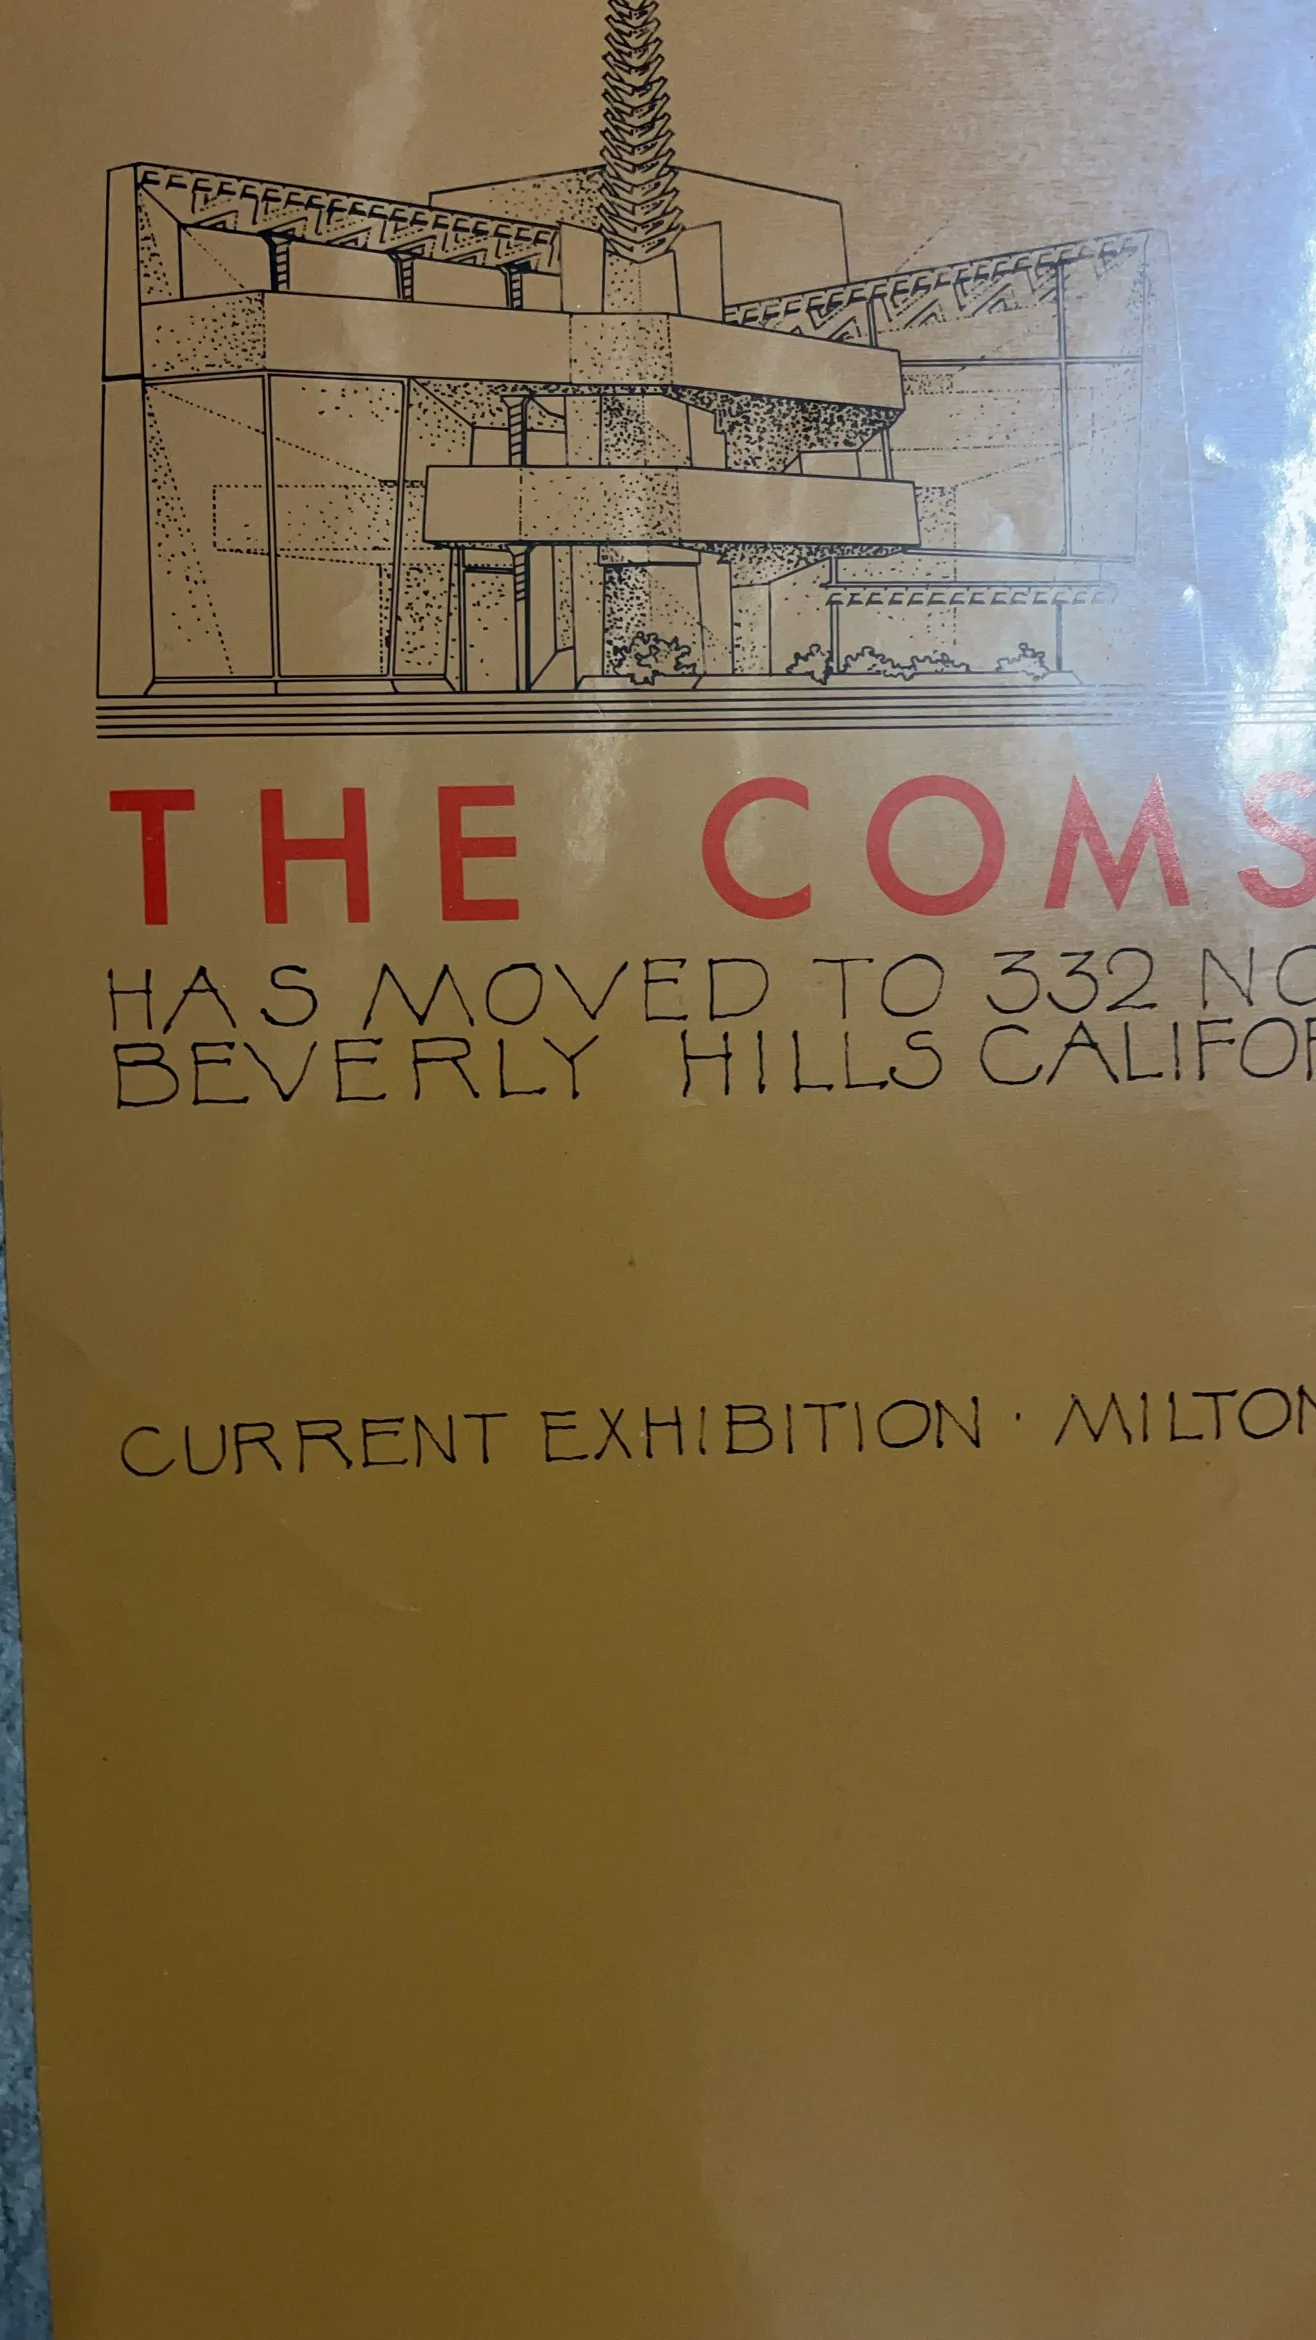 THE COMS
HAS MOVED TO 332 NO
BEVERLY HILLS CALIFOR
CURRENT EXHIBITION · MILTON